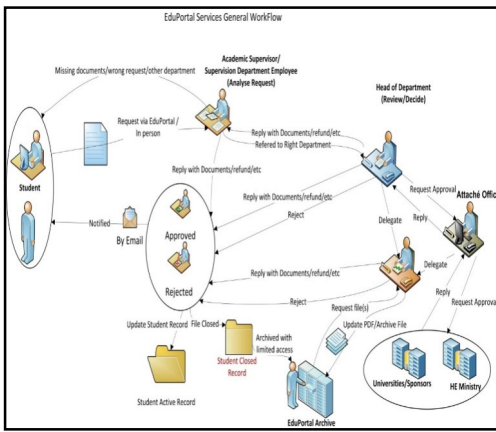 EduPortal Services General WorkFlow
Academic Supervisor/
Supervision Department Employee
(Analyse Request)
Missing documents/wrong request/other department
Head of Department
(Review/Decide)
Request via EduPortal /
In person
Reply with Documents/refund/etc
Refered to Right Department
Student
Reply with Documents/refund/etc
Request Approval
Attaché Office
Reply with Documents/refund/etc
Reply
Notified
By Email
Approved
Reject
Delegate
Delegate
Rejected
Reply with Documents/refund/etc
Reply
Reject
Request Approval
Request file(s)
Update Student Record
File Closed
Update PDF/Archive File
Archived with
limited access
Student Closed
Record
Universities/Sponsors
HE Ministry
Student Active Record
EduPortal Archive